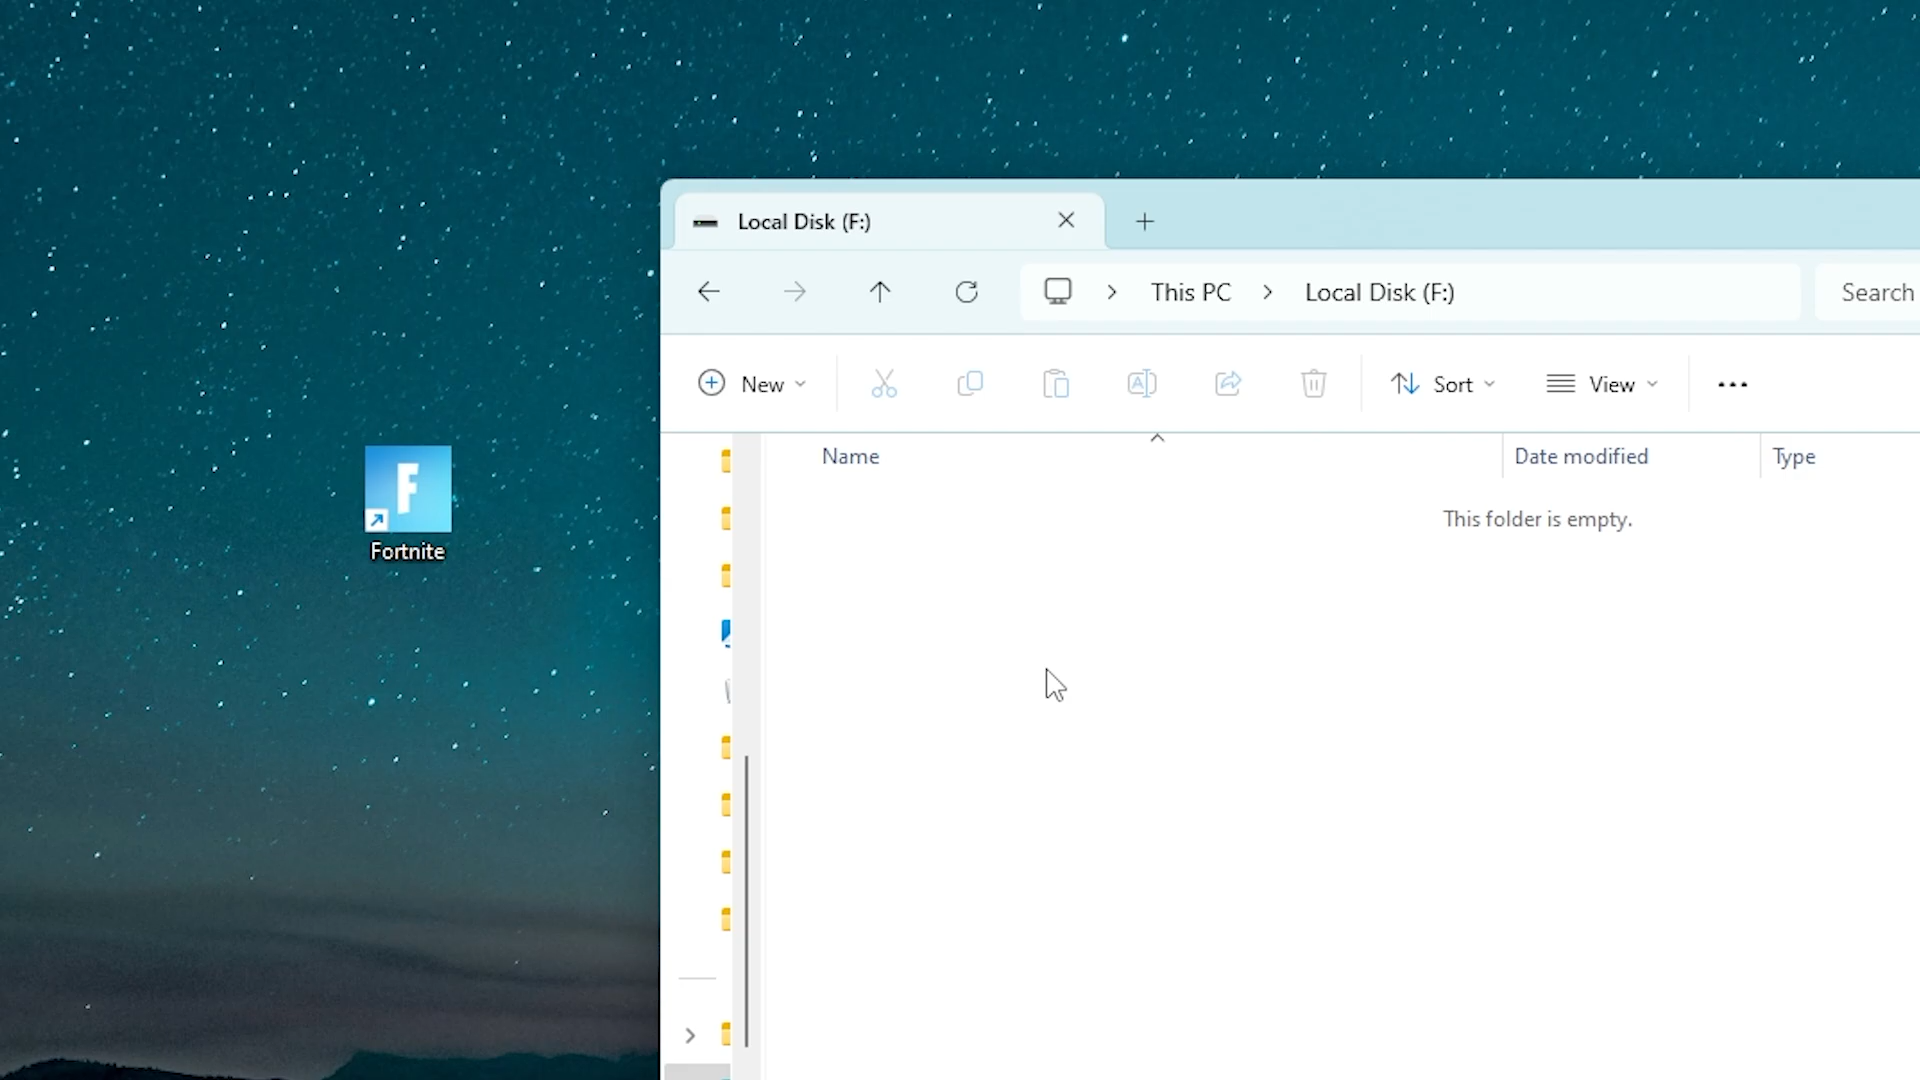 Local Disk (F:)
This PC
Local Disk (F:)
Search
New
Sort
View
Name
Date modified
Type
This folder is empty.
F
Fortnite